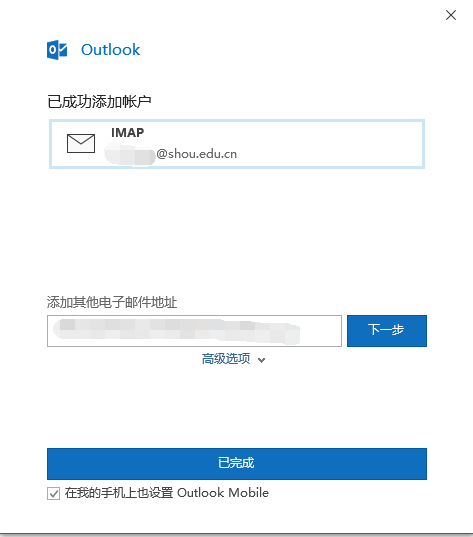 Outlook
已成功添加帐户
IMAP
@shou.edu.cn
添加其他电子邮件地址
下一步
高级选项
已完成
在我的手机上也设置 Outlook Mobile